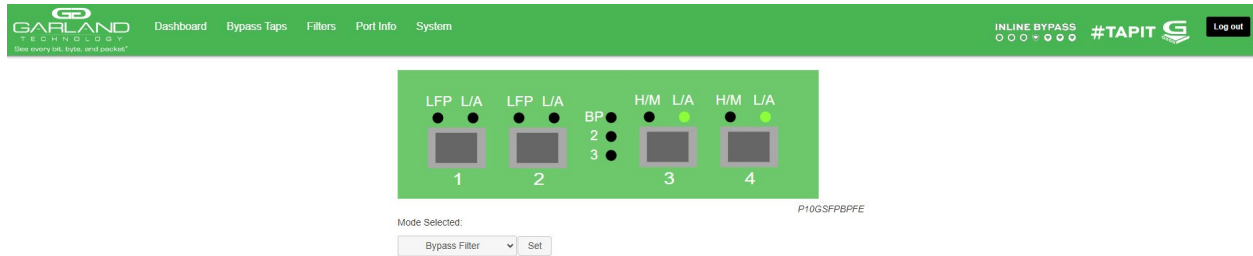 GARLAND
TECHNOLOGY
See every bit, byte, and packet®
Dashboard Bypass Taps Filters Port Info System
INLINE BYPASS
#TAPIT
Log out
LFP L/A LFP L/A H/M L/A H/M L/A
BP
2
3
1 2 3 4
P10GSFPBPFE
Mode Selected:
Bypass Filter Set